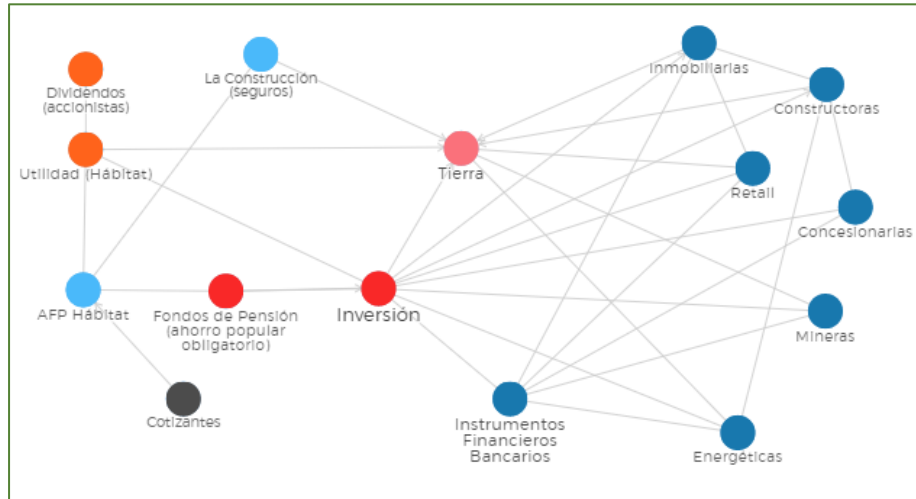 Dividendos
(accionistas)
La Construcción
(seguros)
Inmobiliarias
Constructoras
Utilidad (Hábitat)
Tierra
Retail
Concesionarias
AFP Hábitat
Fondos de Pensión
(ahorro popular
obligatorio)
Inversión
Mineras
Cotizantes
Instrumentos
Financieros
Bancarios
Energéticas